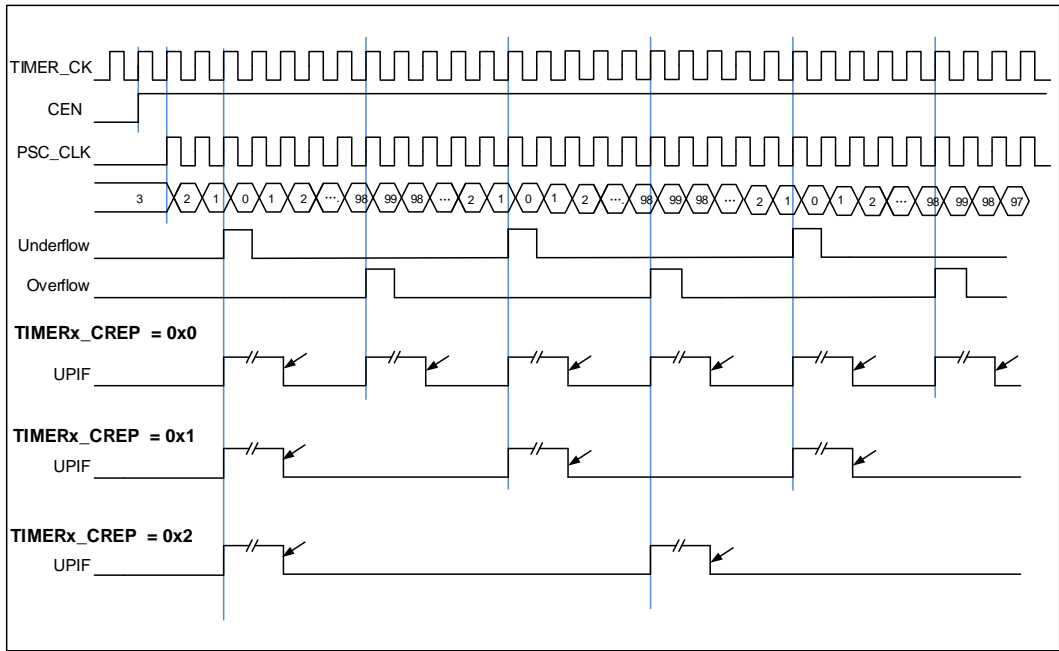 TIMER_CK
CEN
PSC_CLK
3 2 1 0 1 2 .... 98 99 98 ... 2 1 0 1 2 .... 98 99 98 ... 2 1 0 1 2 ... 98 99 98 97
Underflow
Overflow
TIMERx_CREP = 0x0
UPIF
TIMERx_CREP = 0x1
UPIF
TIMERx_CREP = 0x2
UPIF